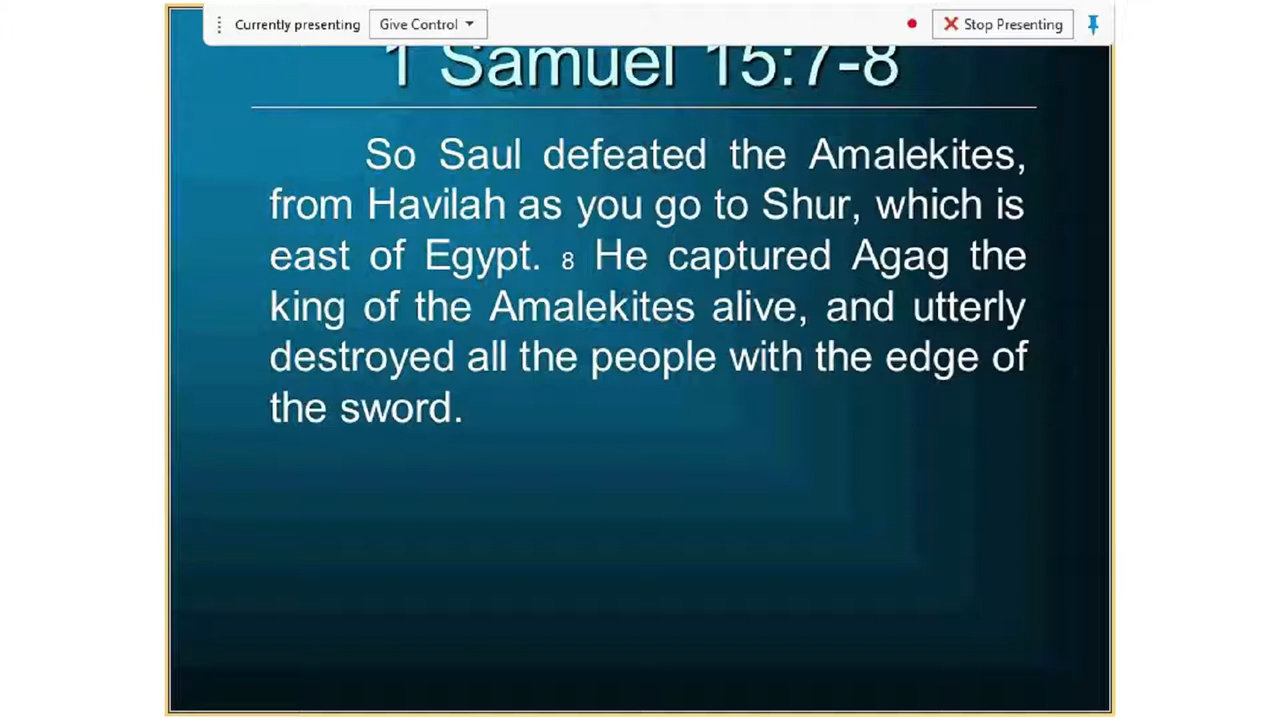 Currently presenting Give Control Stop Presenting
1 Samuel 15:7-8
So Saul defeated the Amalekites,
from Havilah as you go to Shur, which is
east of Egypt. 8 He captured Agag the
king of the Amalekites alive, and utterly
destroyed all the people with the edge of
the sword.